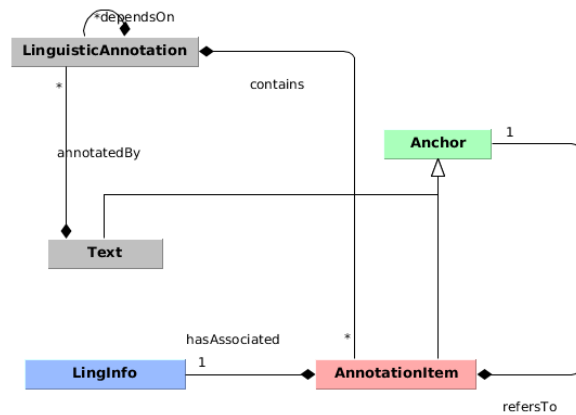 *dependsOn
LinguisticAnnotation
*
contains
1
Anchor
annotatedBy
Text
hasAssociated
*
1
LingInfo
AnnotationItem
refersTo